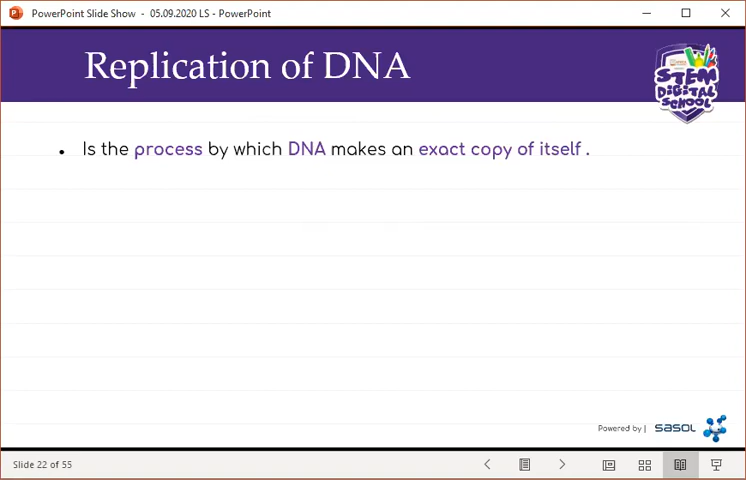 PowerPoint Slide Show - 05.09.2020 LS - PowerPoint
Replication of DNA
STEM
DIGITAL
SCHOOL
• Is the process by which DNA makes an exact copy of itself .
Powered by | sasol
Slide 22 of 55